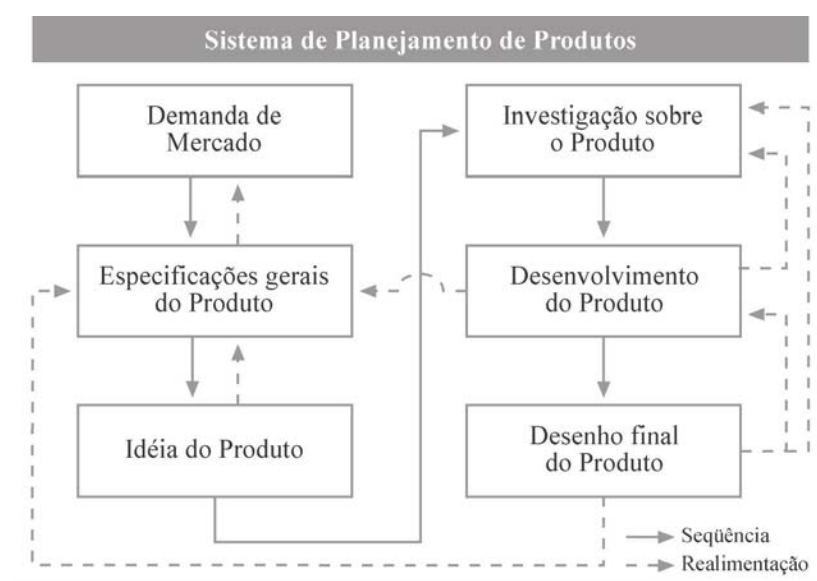 Sistema de Planejamento de Produtos
Demanda de
Mercado
Especificações gerais
do Produto
Idéia do Produto
Investigação sobre
o Produto
Desenvolvimento
do Produto
Desenho final
do Produto
Seqüência
Realimentação